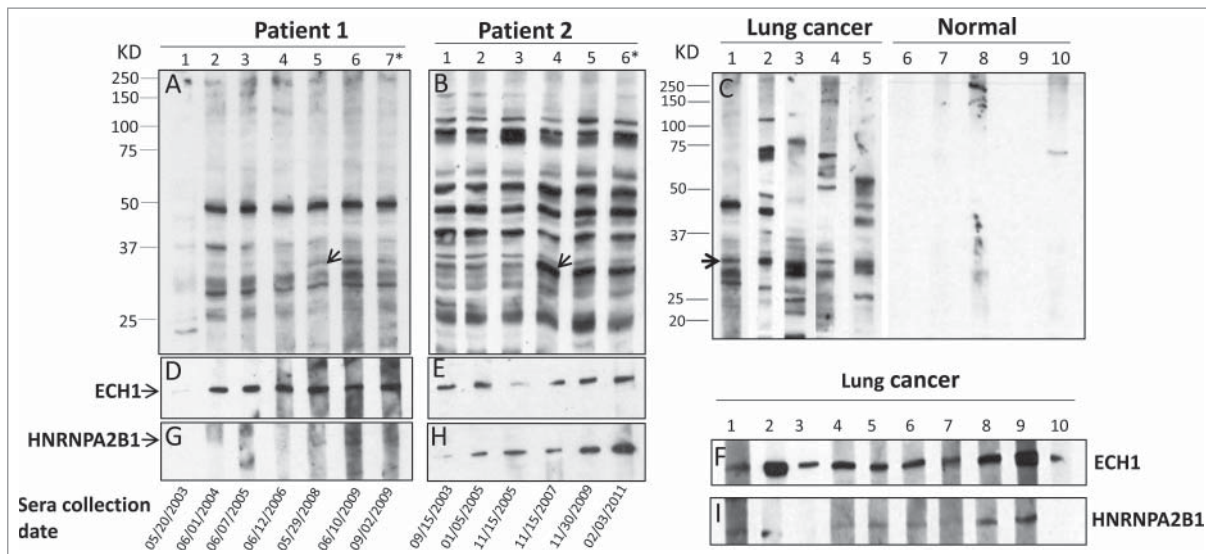 Patient 1
KD 1 2 3 4 5 6 7*
A
250
150
100
75
50
37
25
Patient 2
1 2 3 4 5 6*
B
Lung cancer
Normal
KD 1 2 3 4 5 6 7 8 9 10
C
250
150
100
75
50
37
25
20
D
ECH1
E
G
HNRNPA2B1
H
Sera collection
date
05/20/2003
06/01/2004
06/07/2005
06/12/2006
05/29/2008
06/10/2009
09/02/2009
09/15/2003
01/05/2005
11/15/2005
11/15/2007
11/30/2009
02/03/2011
Lung cancer
1 2 3 4 5 6 7 8 9 10
F
ECH1
I
HNRNPA2B1